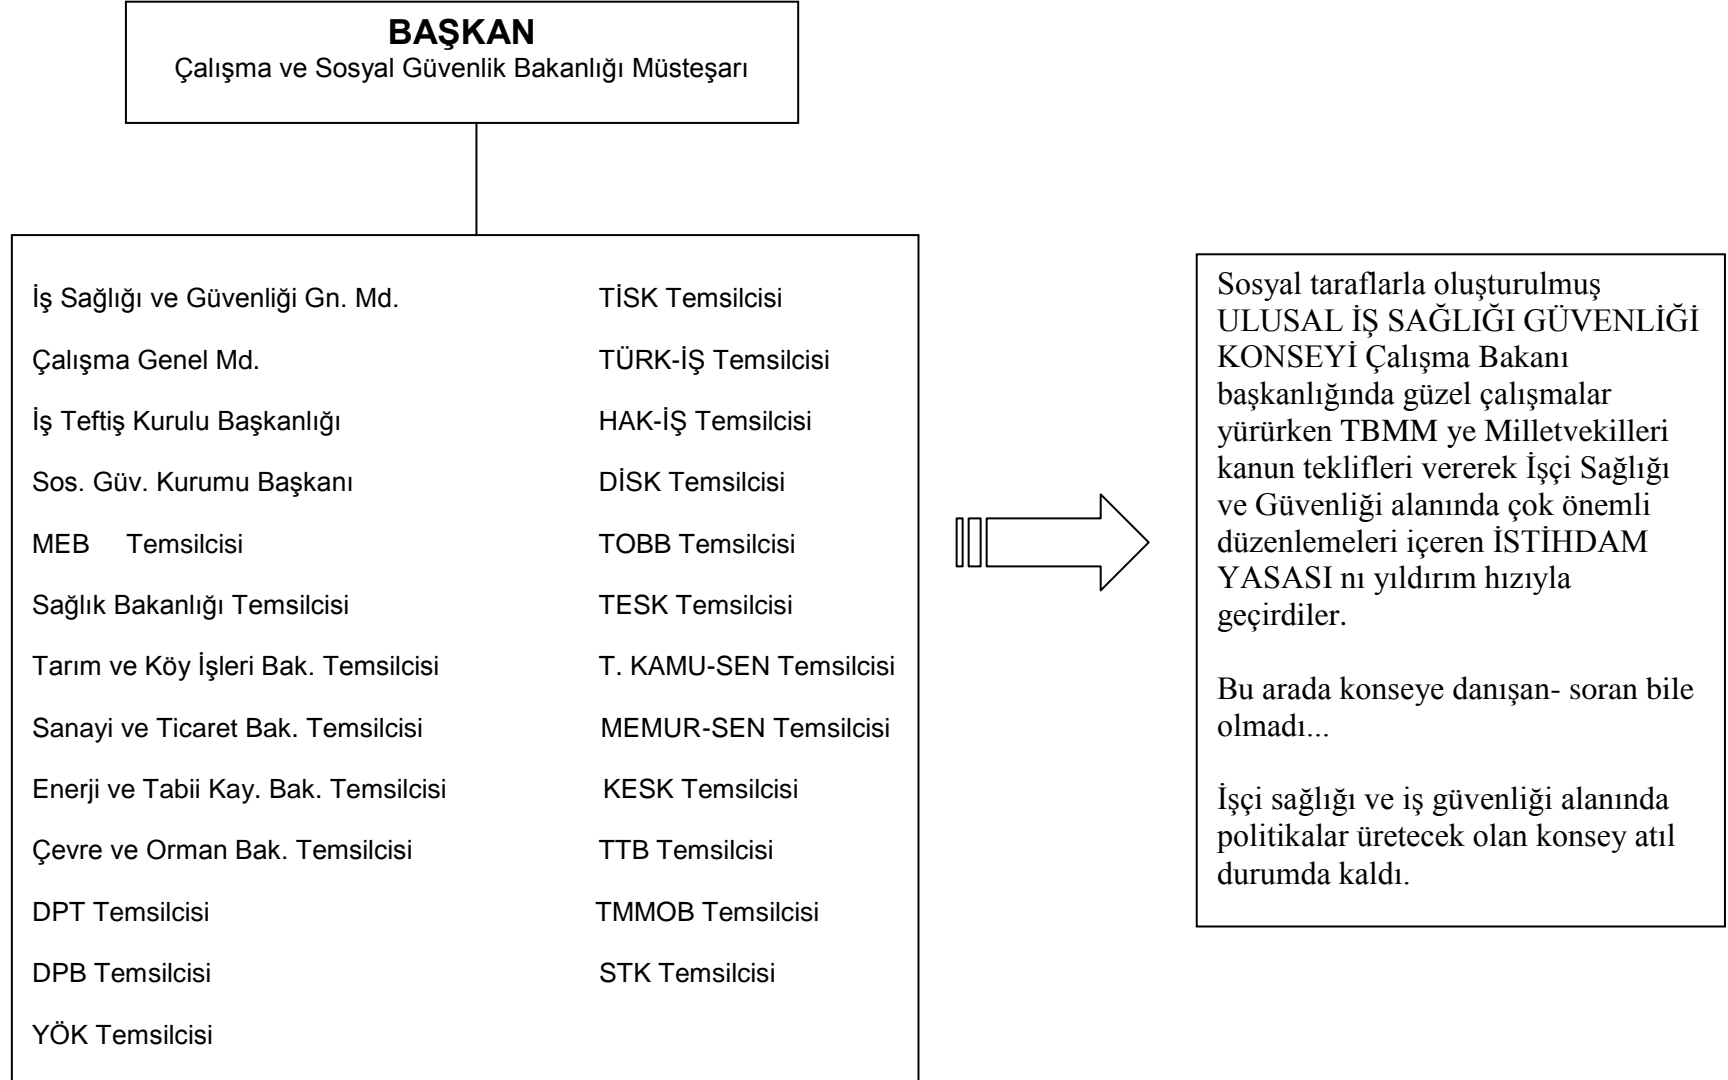 BAŞKAN
Çalışma ve Sosyal Güvenlik Bakanlığı Müsteşarı
İş Sağlığı ve Güvenliği Gn. Md.
Çalışma Genel Md.
İş Teftiş Kurulu Başkanlığı
Sos. Güv. Kurumu Başkanı
MEB Temsilcisi
Sağlık Bakanlığı Temsilcisi
Tarım ve Köy İşleri Bak. Temsilcisi
Sanayi ve Ticaret Bak. Temsilcisi
Enerji ve Tabii Kay. Bak. Temsilcisi
Çevre ve Orman Bak. Temsilcisi
DPT Temsilcisi
DPB Temsilcisi
YÖK Temsilcisi
TİSK Temsilcisi
TÜRK-İŞ Temsilcisi
HAK-İŞ Temsilcisi
DİSK Temsilcisi
TOBB Temsilcisi
TESK Temsilcisi
T. KAMU-SEN Temsilcisi
MEMUR-SEN Temsilcisi
KESK Temsilcisi
TTB Temsilcisi
TMMOB Temsilcisi
STK Temsilcisi
Sosyal taraflarla oluşturulmuş
ULUSAL İŞ SAĞLIĞI GÜVENLİĞİ
KONSEYİ Çalışma Bakanı
başkanlığında güzel çalışmalar
yürürken TBMM ye Milletvekilleri
kanun teklifleri vererek İşçi Sağlığı
ve Güvenliği alanında çok önemli
düzenlemeleri içeren İSTİHDAM
YASASI nı yıldırım hızıyla
geçirdiler.
Bu arada konseye danışan- soran bile
olmadı...
İşçi sağlığı ve iş güvenliği alanında
politikalar üretecek olan konsey atıl
durumda kaldı.